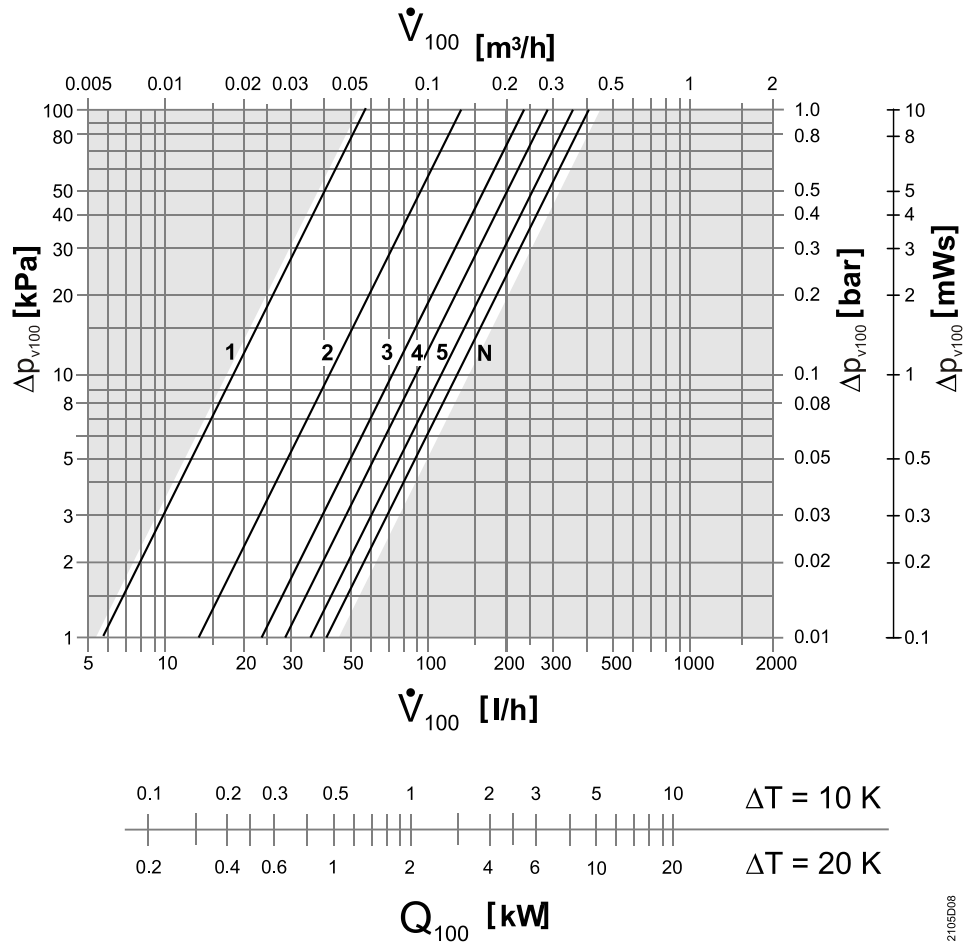 V̇100 [m³/h]
0.005 0.01 0.02 0.03 0.05 0.1 0.2 0.3 0.5 1 2
100 1.0 10
80 0.8 8
50 0.5 5
40 0.4 4
30 0.3 3
20 0.2 2
1 2 3 4 5 N
10 0.1 1
8 0.08
5 0.05 0.5
3 0.03 0.3
2 0.02 0.2
1 0.01 0.1
Δpv100 [kPa]
Δpv100 [bar]
Δpv100 [mWs]
5 10 20 30 50 100 200 300 500 1000 2000
V̇100 [l/h]
0.1 0.2 0.3 0.5 1 2 3 5 10 ΔT = 10 K
0.2 0.4 0.6 1 2 4 6 10 20 ΔT = 20 K
Q100 [kW]
2105D08